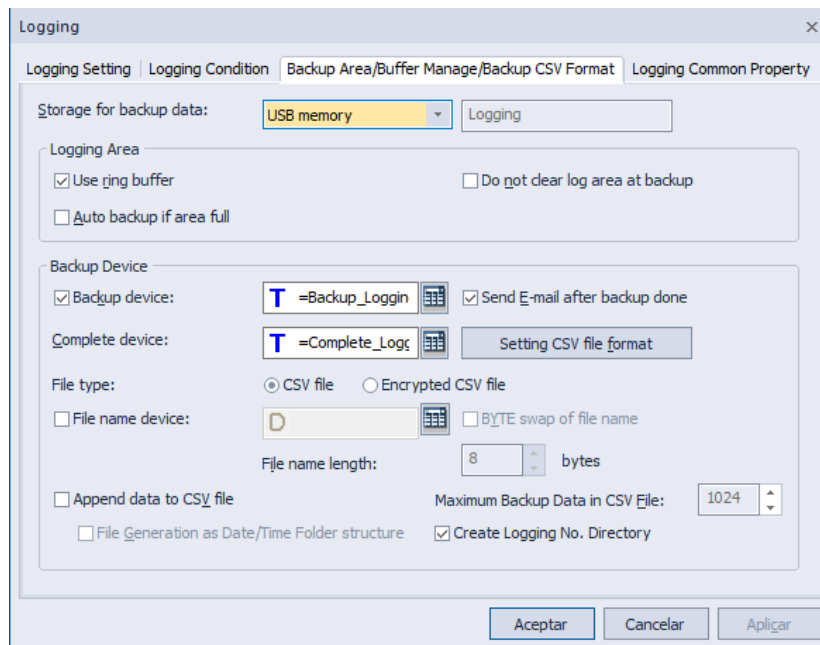 Logging
Logging Setting Logging Condition Backup Area/Buffer Manage/Backup CSV Format Logging Common Property
Storage for backup data: USB memory Logging
Logging Area
Use ring buffer Do not clear log area at backup
Auto backup if area full
Backup Device
Backup device: T =Backup_Loggin Send E-mail after backup done
Complete device: T =Complete_Logg Setting CSV file format
File type: CSV file Encrypted CSV file
File name device: D BYTE swap of file name
File name length: 8 bytes
Append data to CSV file Maximum Backup Data in CSV File: 1024
File Generation as Date/Time Folder structure Create Logging No. Directory
Aceptar Cancelar Aplicar